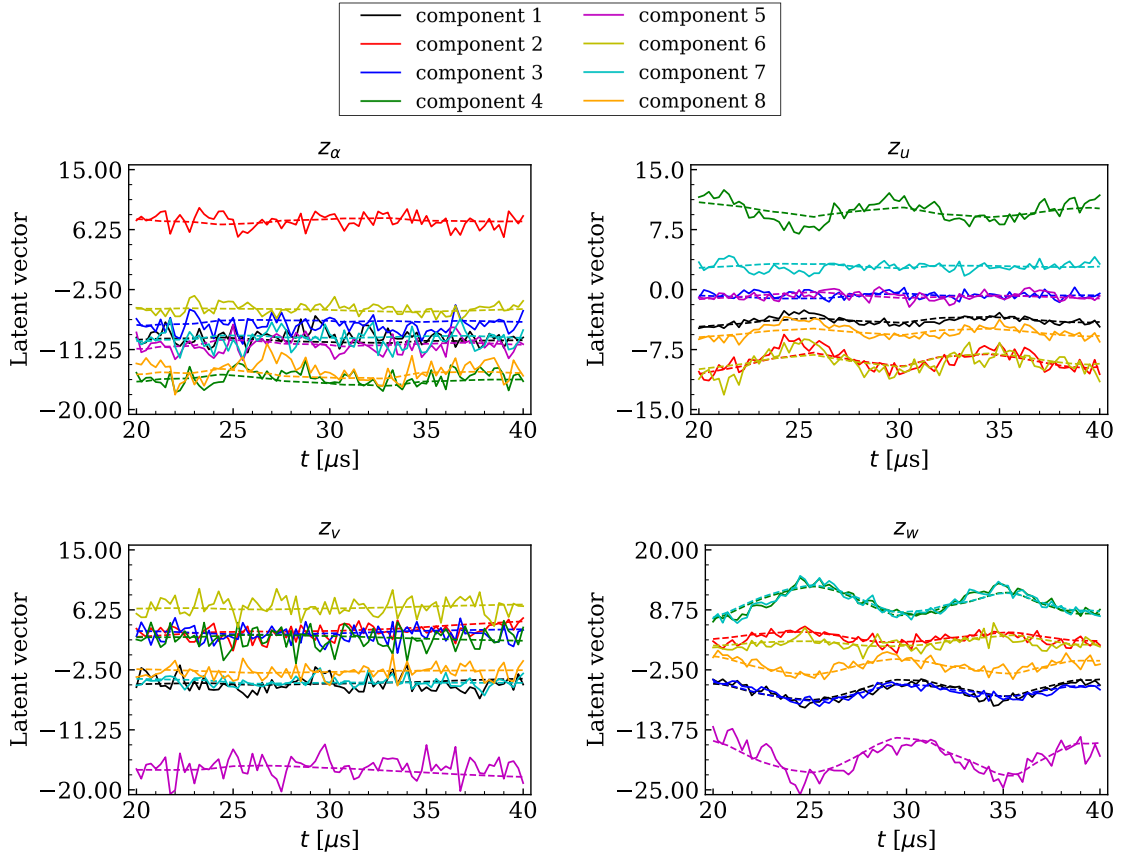 component 1
component 2
component 3
component 4
component 5
component 6
component 7
component 8
z_α
15.00
6.25
−2.50
−11.25
−20.00
Latent vector
20 25 30 35 40
t [μs]
z_u
15.0
7.5
0.0
−7.5
−15.0
Latent vector
20 25 30 35 40
t [μs]
z_v
15.00
6.25
−2.50
−11.25
−20.00
Latent vector
20 25 30 35 40
t [μs]
z_w
20.00
8.75
−2.50
−13.75
−25.00
Latent vector
20 25 30 35 40
t [μs]